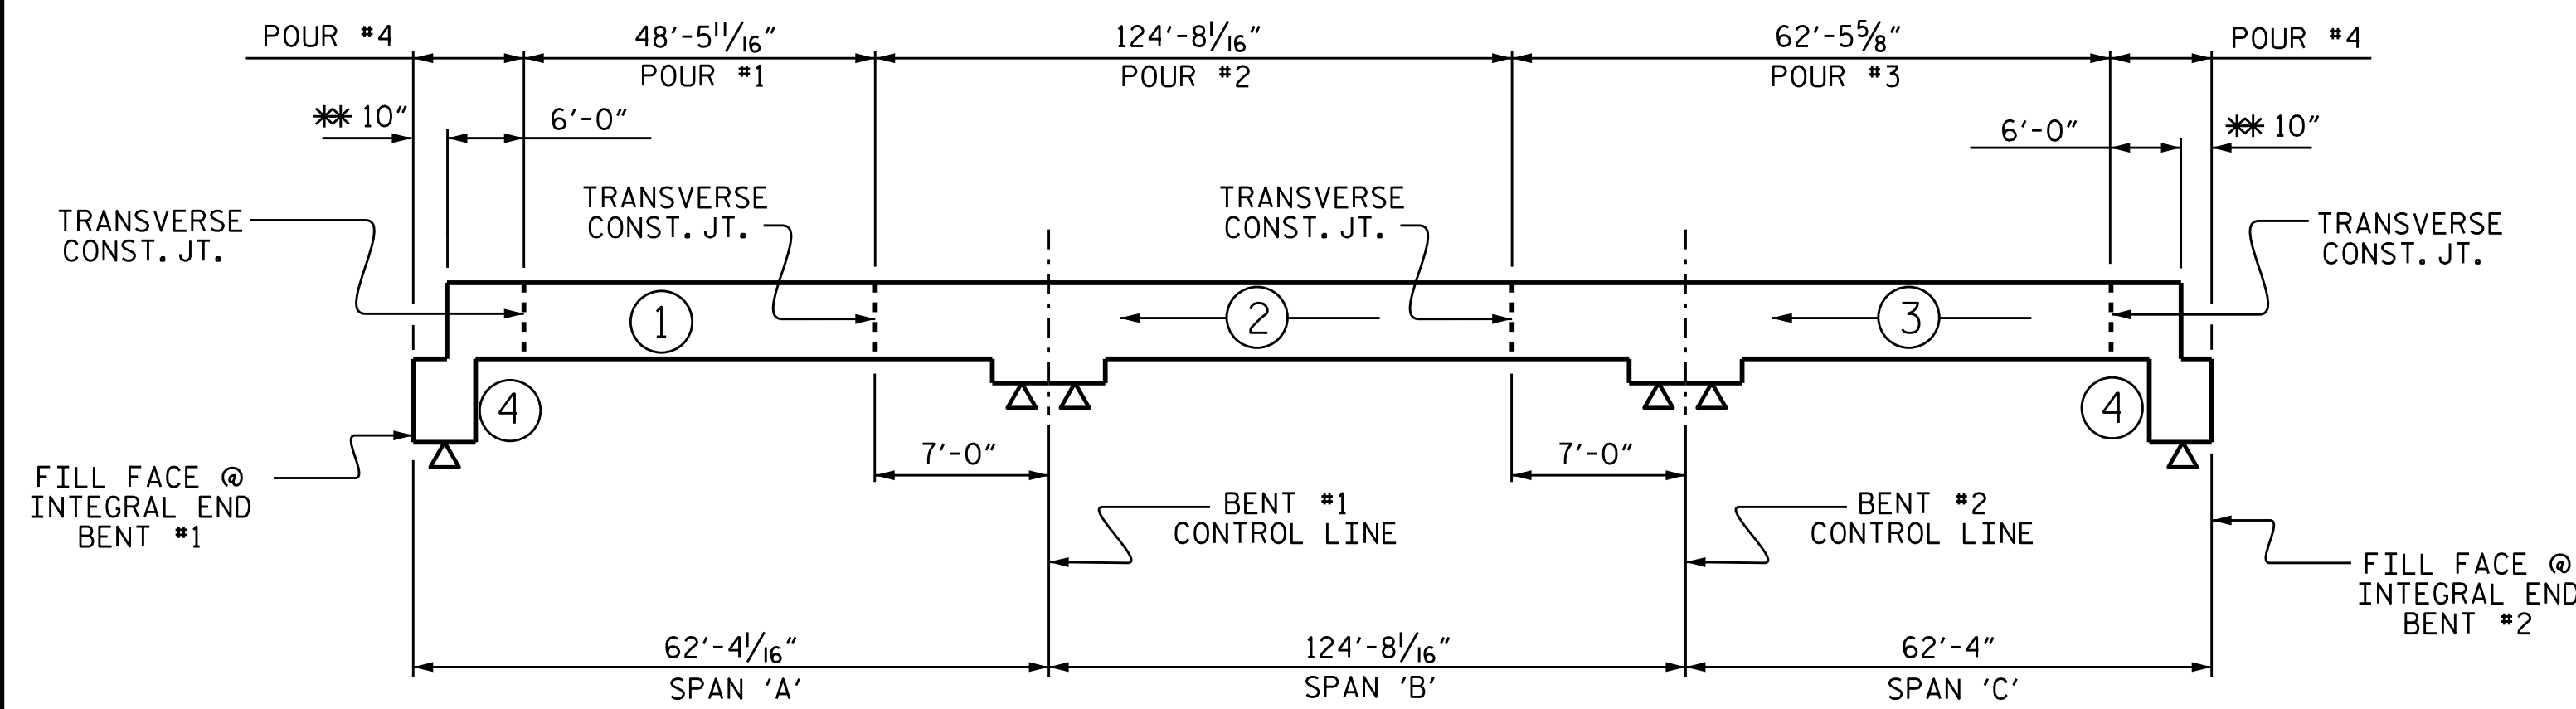 POUR #4
48'-5 11/16"
124'-8 1/16"
62'-5 5/8"
POUR #4
POUR #1
POUR #2
POUR #3
** 10"
6'-0"
6'-0"
** 10"
TRANSVERSE
CONST. JT.
TRANSVERSE
CONST. JT.
TRANSVERSE
CONST. JT.
TRANSVERSE
CONST. JT.
1
2
3
4
4
FILL FACE @
INTEGRAL END
BENT #1
7'-0"
7'-0"
BENT #1
CONTROL LINE
BENT #2
CONTROL LINE
FILL FACE @
INTEGRAL END
BENT #2
62'-4 1/16"
124'-8 1/16"
62'-4"
SPAN 'A'
SPAN 'B'
SPAN 'C'